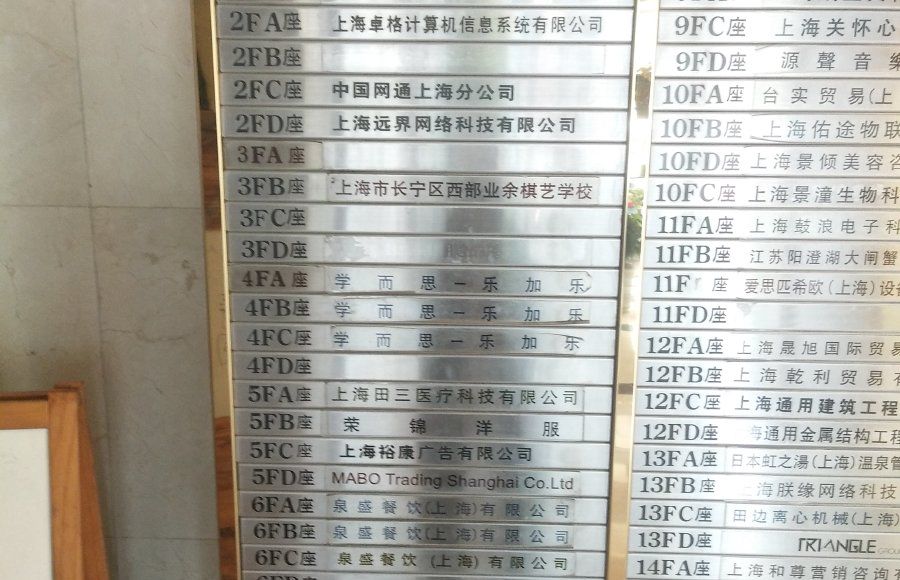 2FA座 上海卓格计算机信息系统有限公司
2FB座
2FC座 中国网通上海分公司
2FD座 上海远界网络科技有限公司
3FA座
3FB座 上海市长宁区西部业余棋艺学校
3FC座
3FD座
4FA座 学而思-乐加乐
4FB座 学而思-乐加乐
4FC座 学而思-乐加乐
4FD座
5FA座 上海田三医疗科技有限公司
5FB座 荣锦洋服
5FC座 上海裕康广告有限公司
5FD座 MABO Trading Shanghai Co.Ltd
6FA座 泉盛餐饮(上海)有限公司
6FB座 泉盛餐饮(上海)有限公司
6FC座 泉盛餐饮(上海)有限公司
9FC座 上海关怀心
9FD座 源聲音樂
10FA座 台实贸易(上
10FB座 上海佑途物联
10FD座 上海景倾美容咨
10FC座 上海景潼生物科
11FA座 上海鼓浪电子科
11FB座 江苏阳澄湖大闸蟹
11F 座 爱思匹希欧(上海)设备
11FD座
12FA座 上海晟旭国际贸易
12FB座 上海乾利贸易有
12FC座 上海通用建筑工程
12FD座 海通用金属结构工程
13FA座 日本虹之湯(上海)温泉管
13FB座 上海朕缘网络科技
13FC座 田边离心机械(上海)
13FD座 TRIANGLE GROUP
14FA座 上海和尊营销咨询有